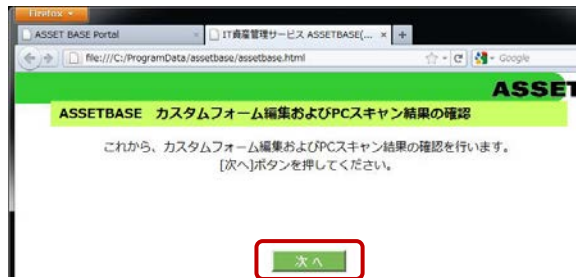 Firefox
ASSET BASE Portal
IT資産管理サービス ASSETBASE(...
file:///C:/ProgramData/assetbase/assetbase.html
Google
ASSET
ASSETBASE カスタムフォーム編集およびPCスキャン結果の確認
これから、カスタムフォーム編集およびPCスキャン結果の確認を行います。
[次へ]ボタンを押してください。
次 へ